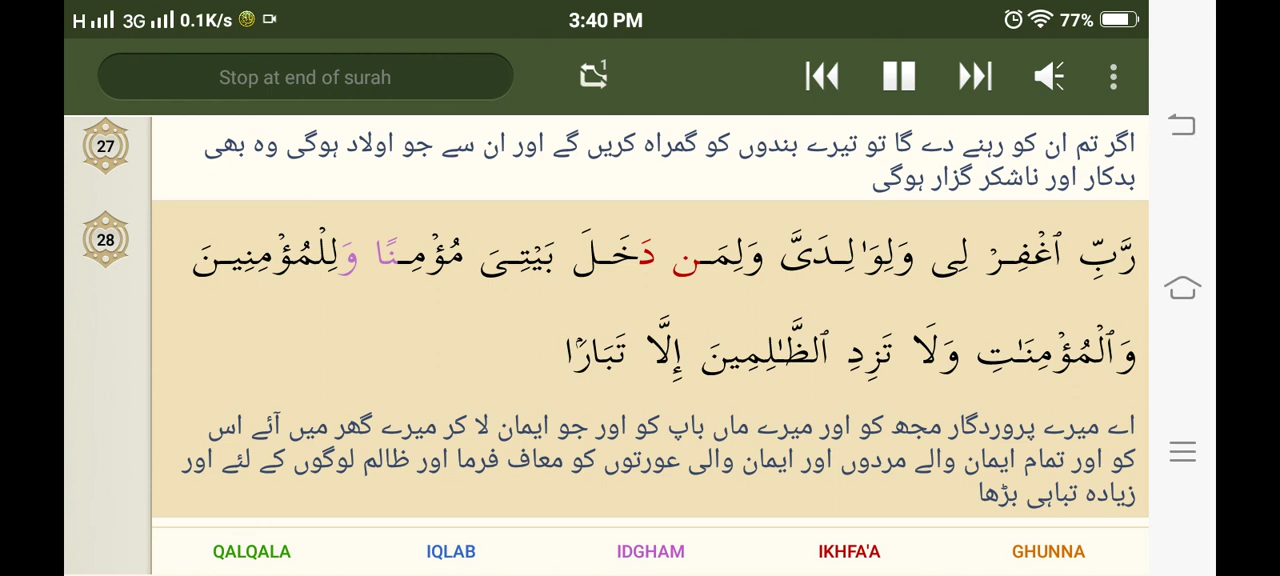 H 3G 0.1K/s 3:40 PM 77%
Stop at end of surah 1
27 اگر تم ان کو رہنے دے گا تو تیرے بندوں کو گمراہ کریں گے اور ان سے جو اولاد ہوگی وہ بھی
بدکار اور ناشکر گزار ہوگی
28 رَّبِّ ٱغْفِرْ لِى وَلِوَٰلِدَىَّ وَلِمَن دَخَلَ بَيْتِىَ مُؤْمِنًا وَلِلْمُؤْمِنِينَ
وَٱلْمُؤْمِنَٰتِ وَلَا تَزِدِ ٱلظَّٰلِمِينَ إِلَّا تَبَارًۢا
اے میرے پروردگار مجھ کو اور میرے ماں باپ کو اور جو ایمان لا کر میرے گھر میں آئے اس
کو اور تمام ایمان والے مردوں اور ایمان والی عورتوں کو معاف فرما اور ظالم لوگوں کے لئے اور
زیادہ تباہی بڑھا
QALQALA IQLAB IDGHAM IKHFA'A GHUNNA